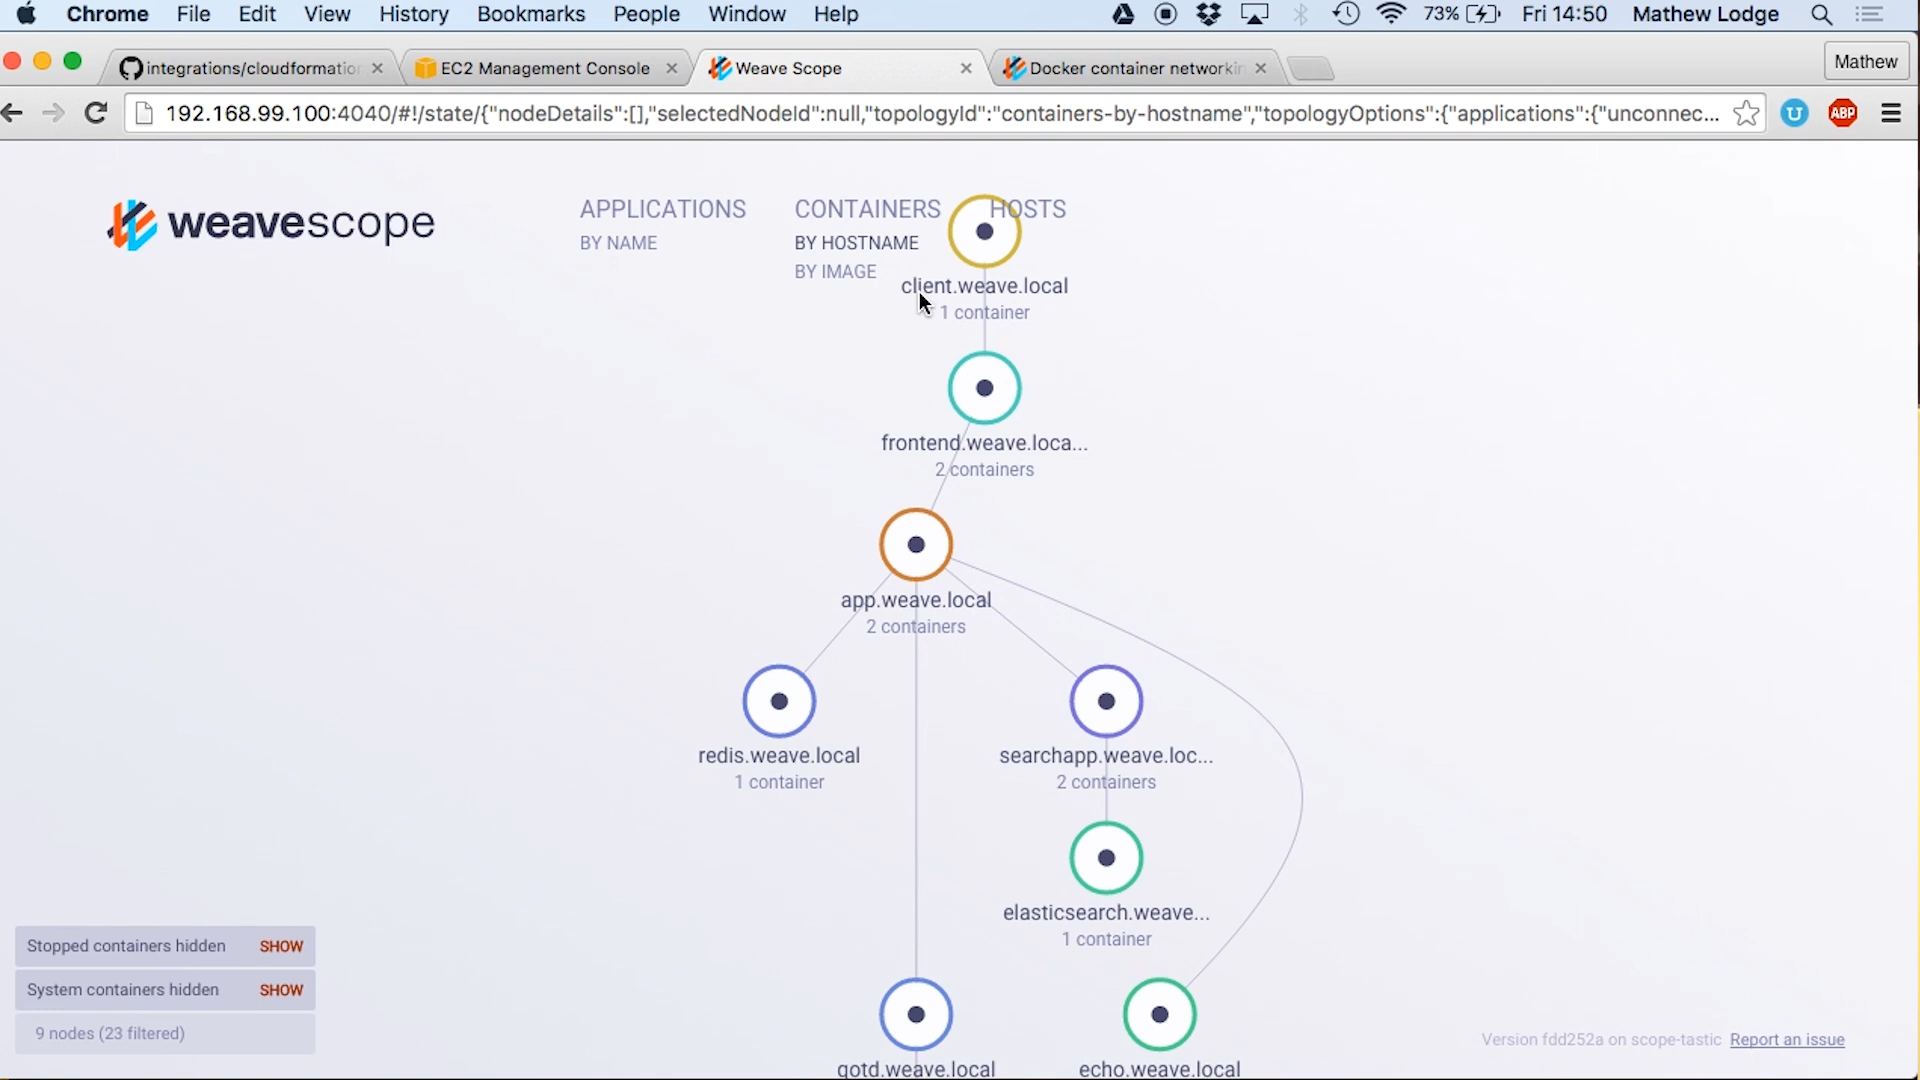 Chrome File Edit View History Bookmarks People Window Help 73% Fri 14:50 Mathew Lodge
integrations/cloudformation EC2 Management Console Weave Scope Docker container networkin Mathew
192.168.99.100:4040/#!/state/{"nodeDetails":[],"selectedNodeId":null,"topologyId":"containers-by-hostname","topologyOptions":{"applications":{"unconnec... U ABP
weavescope
APPLICATIONS CONTAINERS HOSTS
BY NAME BY HOSTNAME
BY IMAGE
client.weave.local
1 container
frontend.weave.loca...
2 containers
app.weave.local
2 containers
redis.weave.local
1 container
searchapp.weave.loc...
2 containers
elasticsearch.weave...
1 container
qotd.weave.local
echo.weave.local
Stopped containers hidden SHOW
System containers hidden SHOW
9 nodes (23 filtered)
Version fdd252a on scope-tastic Report an issue